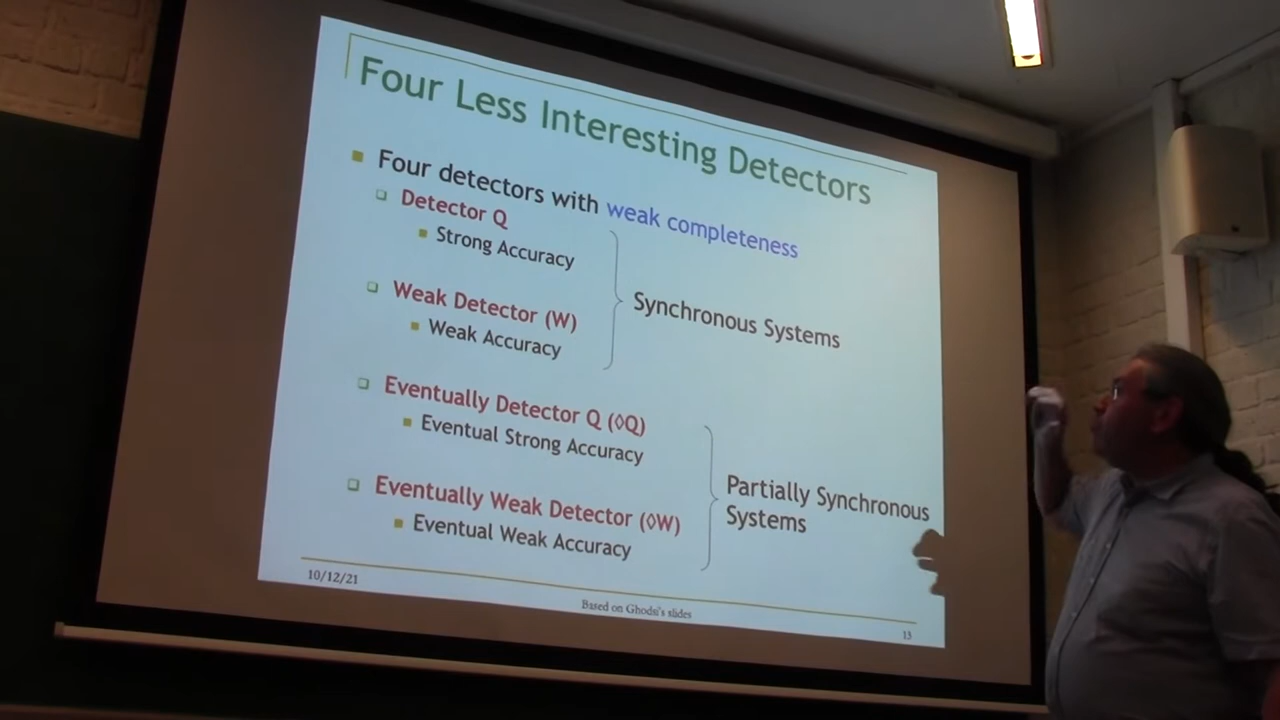 Four Less Interesting Detectors
Four detectors with weak completeness
Detector Q
Strong Accuracy
Weak Detector (W)
Weak Accuracy
Synchronous Systems
Eventually Detector Q (◊Q)
Eventual Strong Accuracy
Eventually Weak Detector (◊W)
Eventual Weak Accuracy
Partially Synchronous
Systems
10/12/21
Based on Ghodsi's slides
13